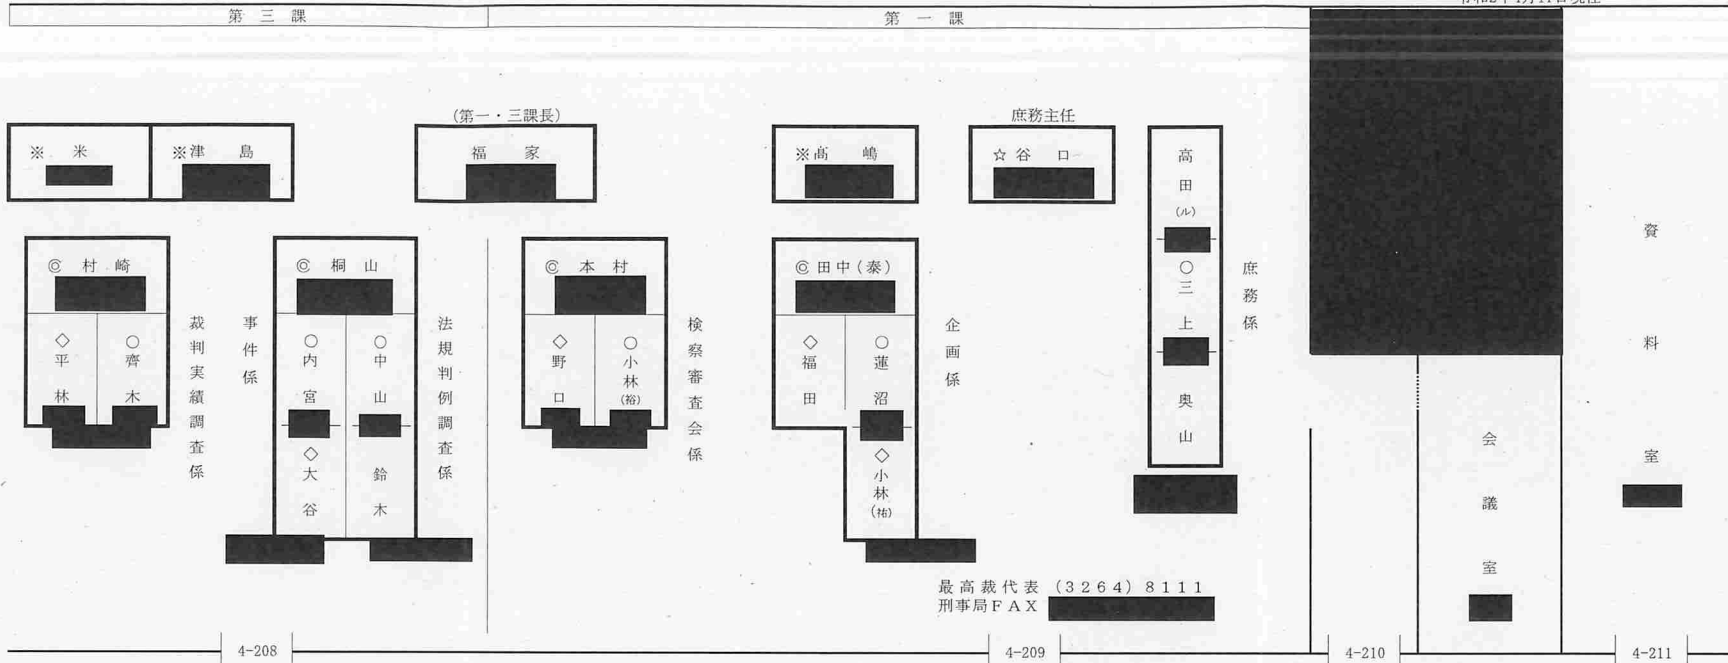 第三課
第一課
(第一・三課長)
庶務主任
※ 米
※津島
福家
※髙嶋
☆谷口
高田(ル)
○三上
奥山
庶務係
◎村崎
◇平林
○齊木
裁判実績調査係
事件係
◎桐山
○内宮
○中山
◇大谷
鈴木
法規判例調査係
◎本村
◇野口
○小林(裕)
検察審査会係
◎田中(泰)
◇福田
○蓮沼
◇小林(祐)
企画係
資料室
会議室
最高裁代表 (3264) 8111
刑事局FAX
4-208
4-209
4-210
4-211